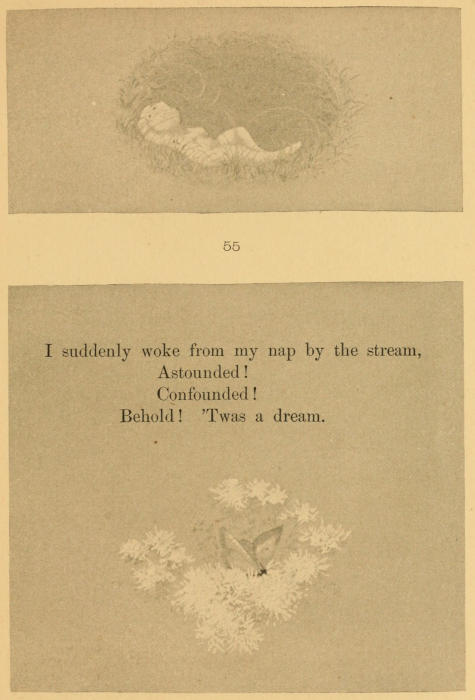 55
I suddenly woke from my nap by the stream,
Astounded!
Confounded!
Behold! 'Twas a dream.